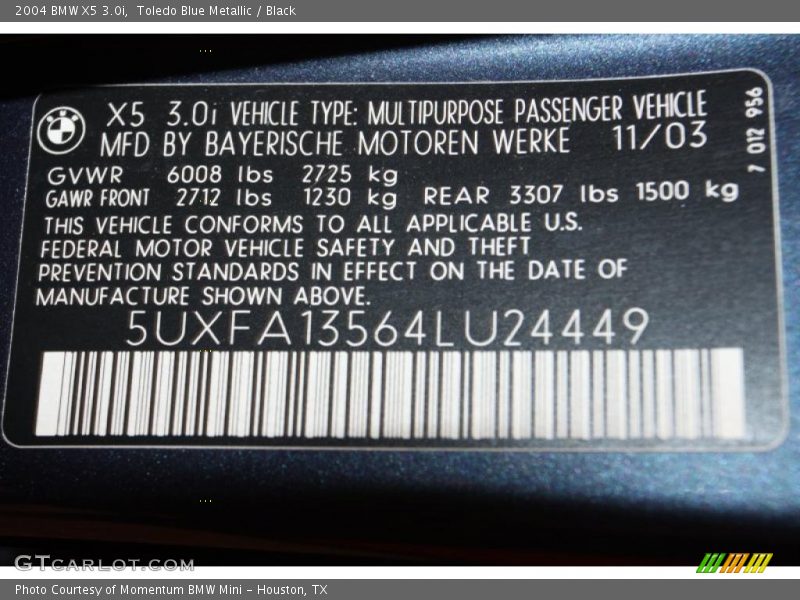 2004 BMW X5 3.0i, Toledo Blue Metallic / Black
X5 3.0i VEHICLE TYPE: MULTIPURPOSE PASSENGER VEHICLE
MFD BY BAYERISCHE MOTOREN WERKE 11/03
GVWR 6008 lbs 2725 kg
GAWR FRONT 2712 lbs 1230 kg REAR 3307 lbs 1500 kg
THIS VEHICLE CONFORMS TO ALL APPLICABLE U.S.
FEDERAL MOTOR VEHICLE SAFETY AND THEFT
PREVENTION STANDARDS IN EFFECT ON THE DATE OF
MANUFACTURE SHOWN ABOVE.
5UXFA13564LU24449
7 012 956
GTCARLOT.COM
Photo Courtesy of Momentum BMW Mini - Houston, TX